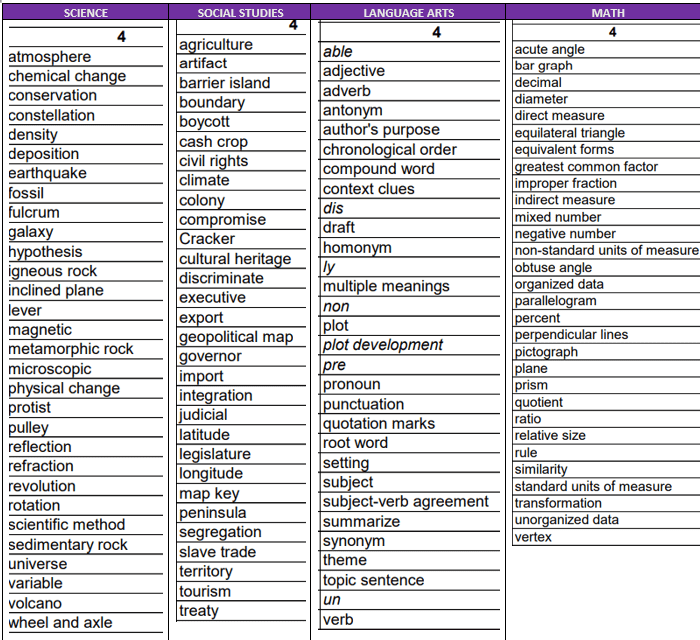 SCIENCE
4
atmosphere
chemical change
conservation
constellation
density
deposition
earthquake
fossil
fulcrum
galaxy
hypothesis
igneous rock
inclined plane
lever
magnetic
metamorphic rock
microscopic
physical change
protist
pulley
reflection
refraction
revolution
rotation
scientific method
sedimentary rock
universe
variable
volcano
wheel and axle
SOCIAL STUDIES
4
agriculture
artifact
barrier island
boundary
boycott
cash crop
civil rights
climate
colony
compromise
Cracker
cultural heritage
discriminate
executive
export
geopolitical map
governor
import
integration
judicial
latitude
legislature
longitude
map key
peninsula
segregation
slave trade
territory
tourism
treaty
LANGUAGE ARTS
4
able
adjective
adverb
antonym
author's purpose
chronological order
compound word
context clues
dis
draft
homonym
ly
multiple meanings
non
plot
plot development
pre
pronoun
punctuation
quotation marks
root word
setting
subject
subject-verb agreement
summarize
synonym
theme
topic sentence
un
verb
MATH
4
acute angle
bar graph
decimal
diameter
direct measure
equilateral triangle
equivalent forms
greatest common factor
improper fraction
indirect measure
mixed number
negative number
non-standard units of measure
obtuse angle
organized data
parallelogram
percent
perpendicular lines
pictograph
plane
prism
quotient
ratio
relative size
rule
similarity
standard units of measure
transformation
unorganized data
vertex